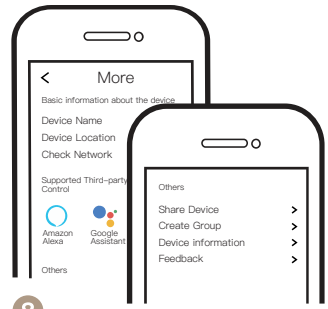 More
Basic information about the device
Device Name
Device Location
Check Network
Supported Third-party
Control
Amazon
Alexa
Google
Assistant
Others
Others
Share Device
Create Group
Device information
Feedback